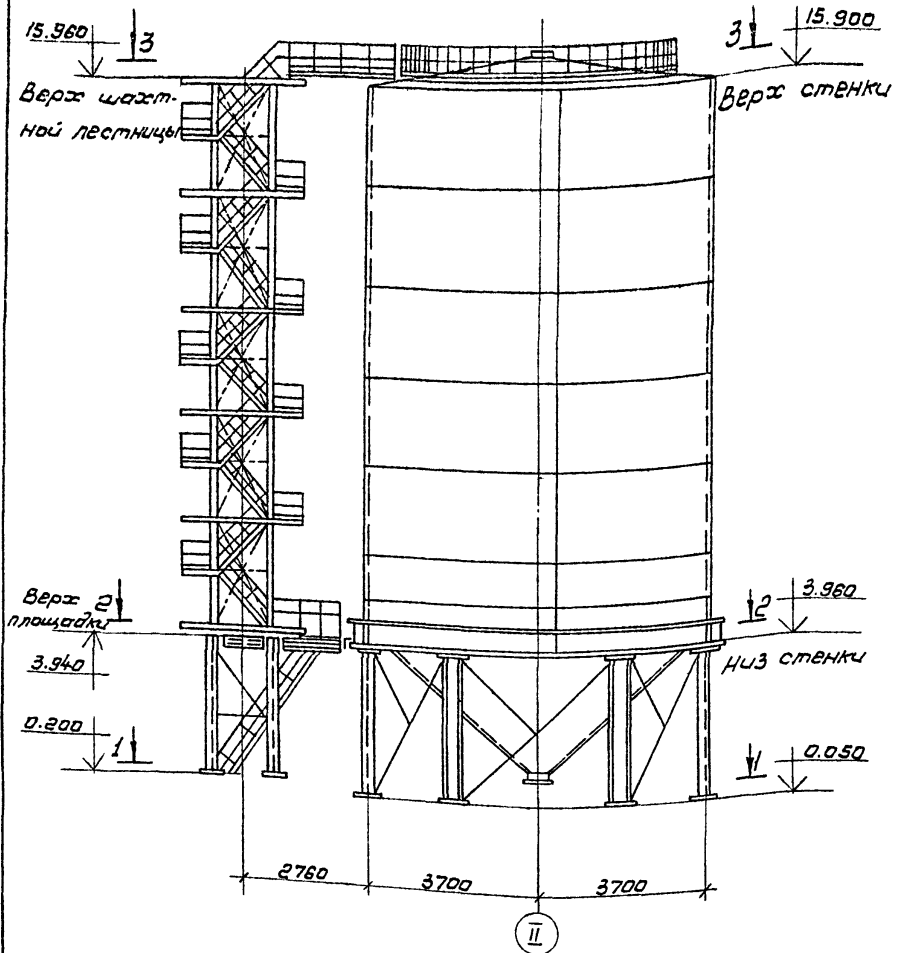 15.960
3
3
15.900
Верх шахт-
ной лестницы
Верх стенки
Верх
площадки
2
2
3.960
Низ стенки
3.940
0.200
1
1
0.050
2760
3700
3700
II